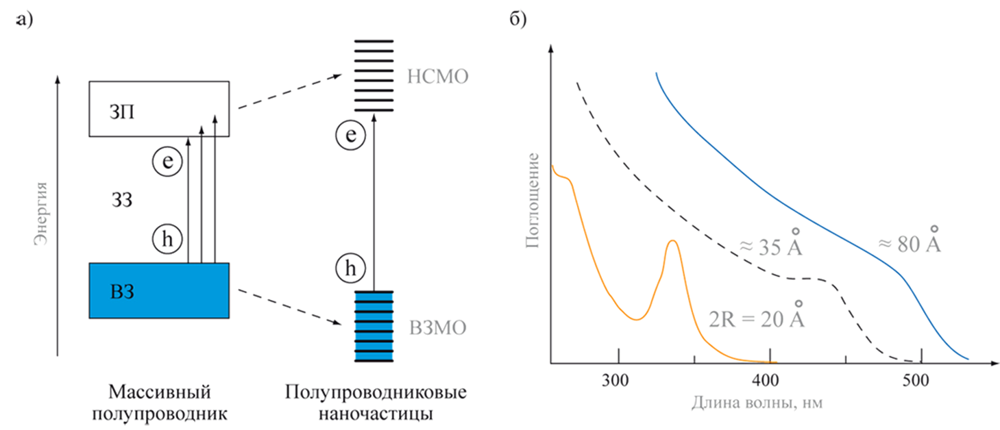 а)
Энергия
ЗП
e
ЗЗ
h
ВЗ
Массивный
полупроводник
НСМО
e
h
ВЗМО
Полупроводниковые
наночастицы
б)
Поглощение
≈ 35 Å
≈ 80 Å
2R = 20 Å
300
400
500
Длина волны, нм